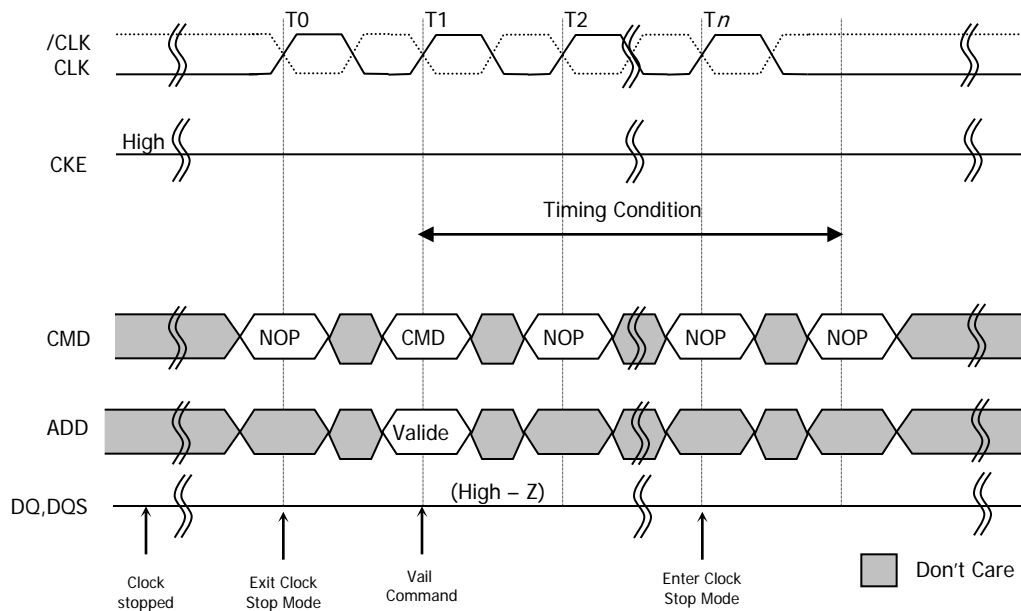 T0 T1 T2 Tn
/CLK
CLK
High
CKE
Timing Condition
CMD NOP CMD NOP NOP NOP
ADD Valide
(High – Z)
DQ,DQS
Clock
stopped
Exit Clock
Stop Mode
Vail
Command
Enter Clock
Stop Mode
Don't Care